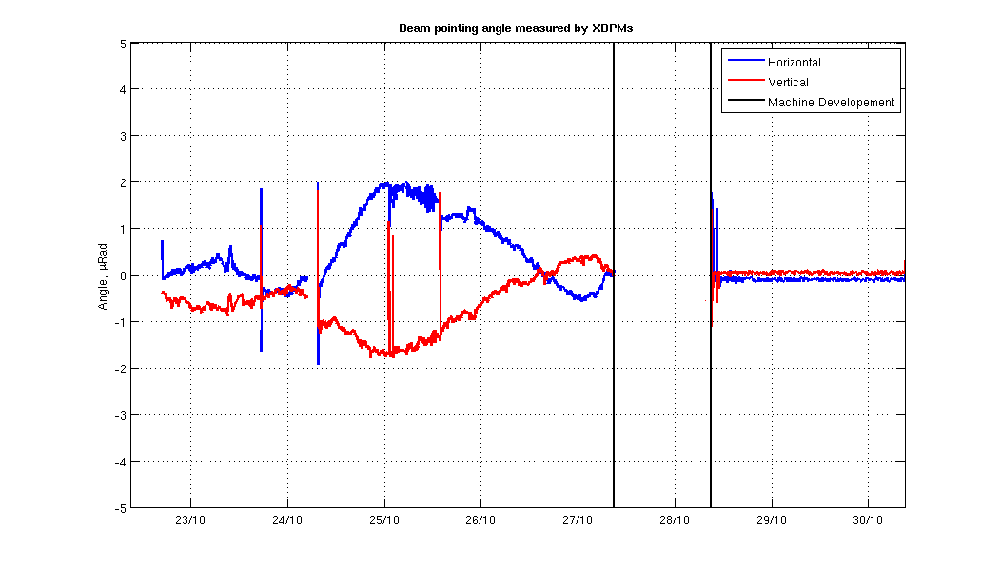 Beam pointing angle measured by XBPMs
5
4
3
2
1
0
-1
-2
-3
-4
-5
Angle, µRad
Horizontal
Vertical
Machine Developement
23/10 24/10 25/10 26/10 27/10 28/10 29/10 30/10